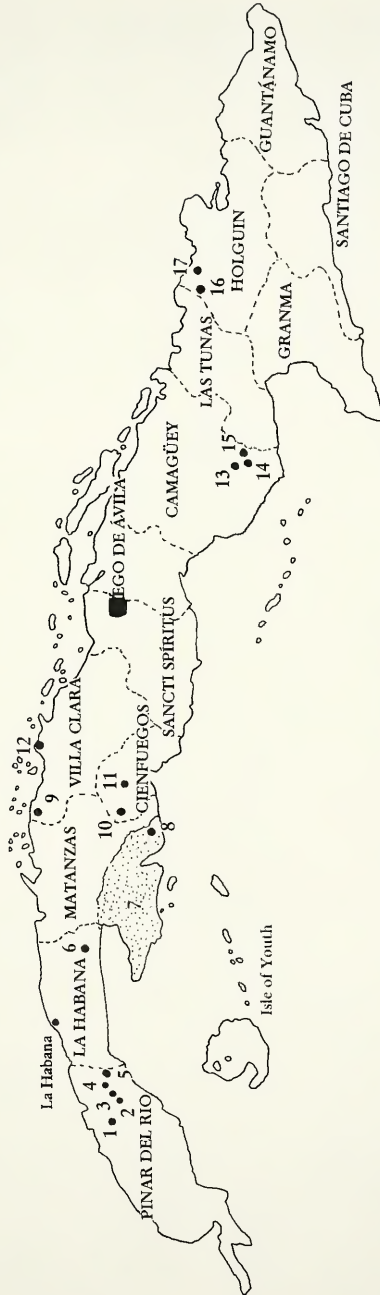 La Habana
PINAR DEL RIO
1
2
3
4
5
LA HABANA
6
MATANZAS
7
8
9
10
11
CIENFUEGOS
VILLA CLARA
12
SANCTI SPÍRITUS
EGO DE ÁVILA
CAMAGÜEY
13
14
15
LAS TUNAS
16
17
HOLGUIN
GRANMA
SANTIAGO DE CUBA
GUANTÁNAMO
Isle of Youth